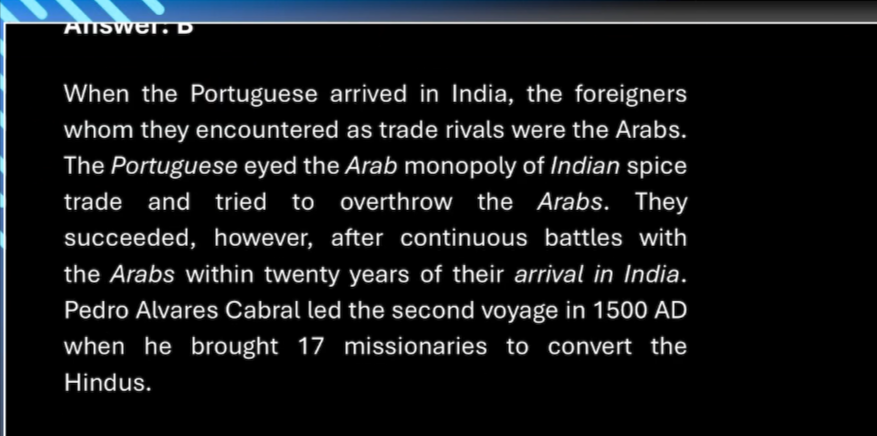 Answer: B
When the Portuguese arrived in India, the foreigners
whom they encountered as trade rivals were the Arabs.
The Portuguese eyed the Arab monopoly of Indian spice
trade and tried to overthrow the Arabs. They
succeeded, however, after continuous battles with
the Arabs within twenty years of their arrival in India.
Pedro Alvares Cabral led the second voyage in 1500 AD
when he brought 17 missionaries to convert the
Hindus.